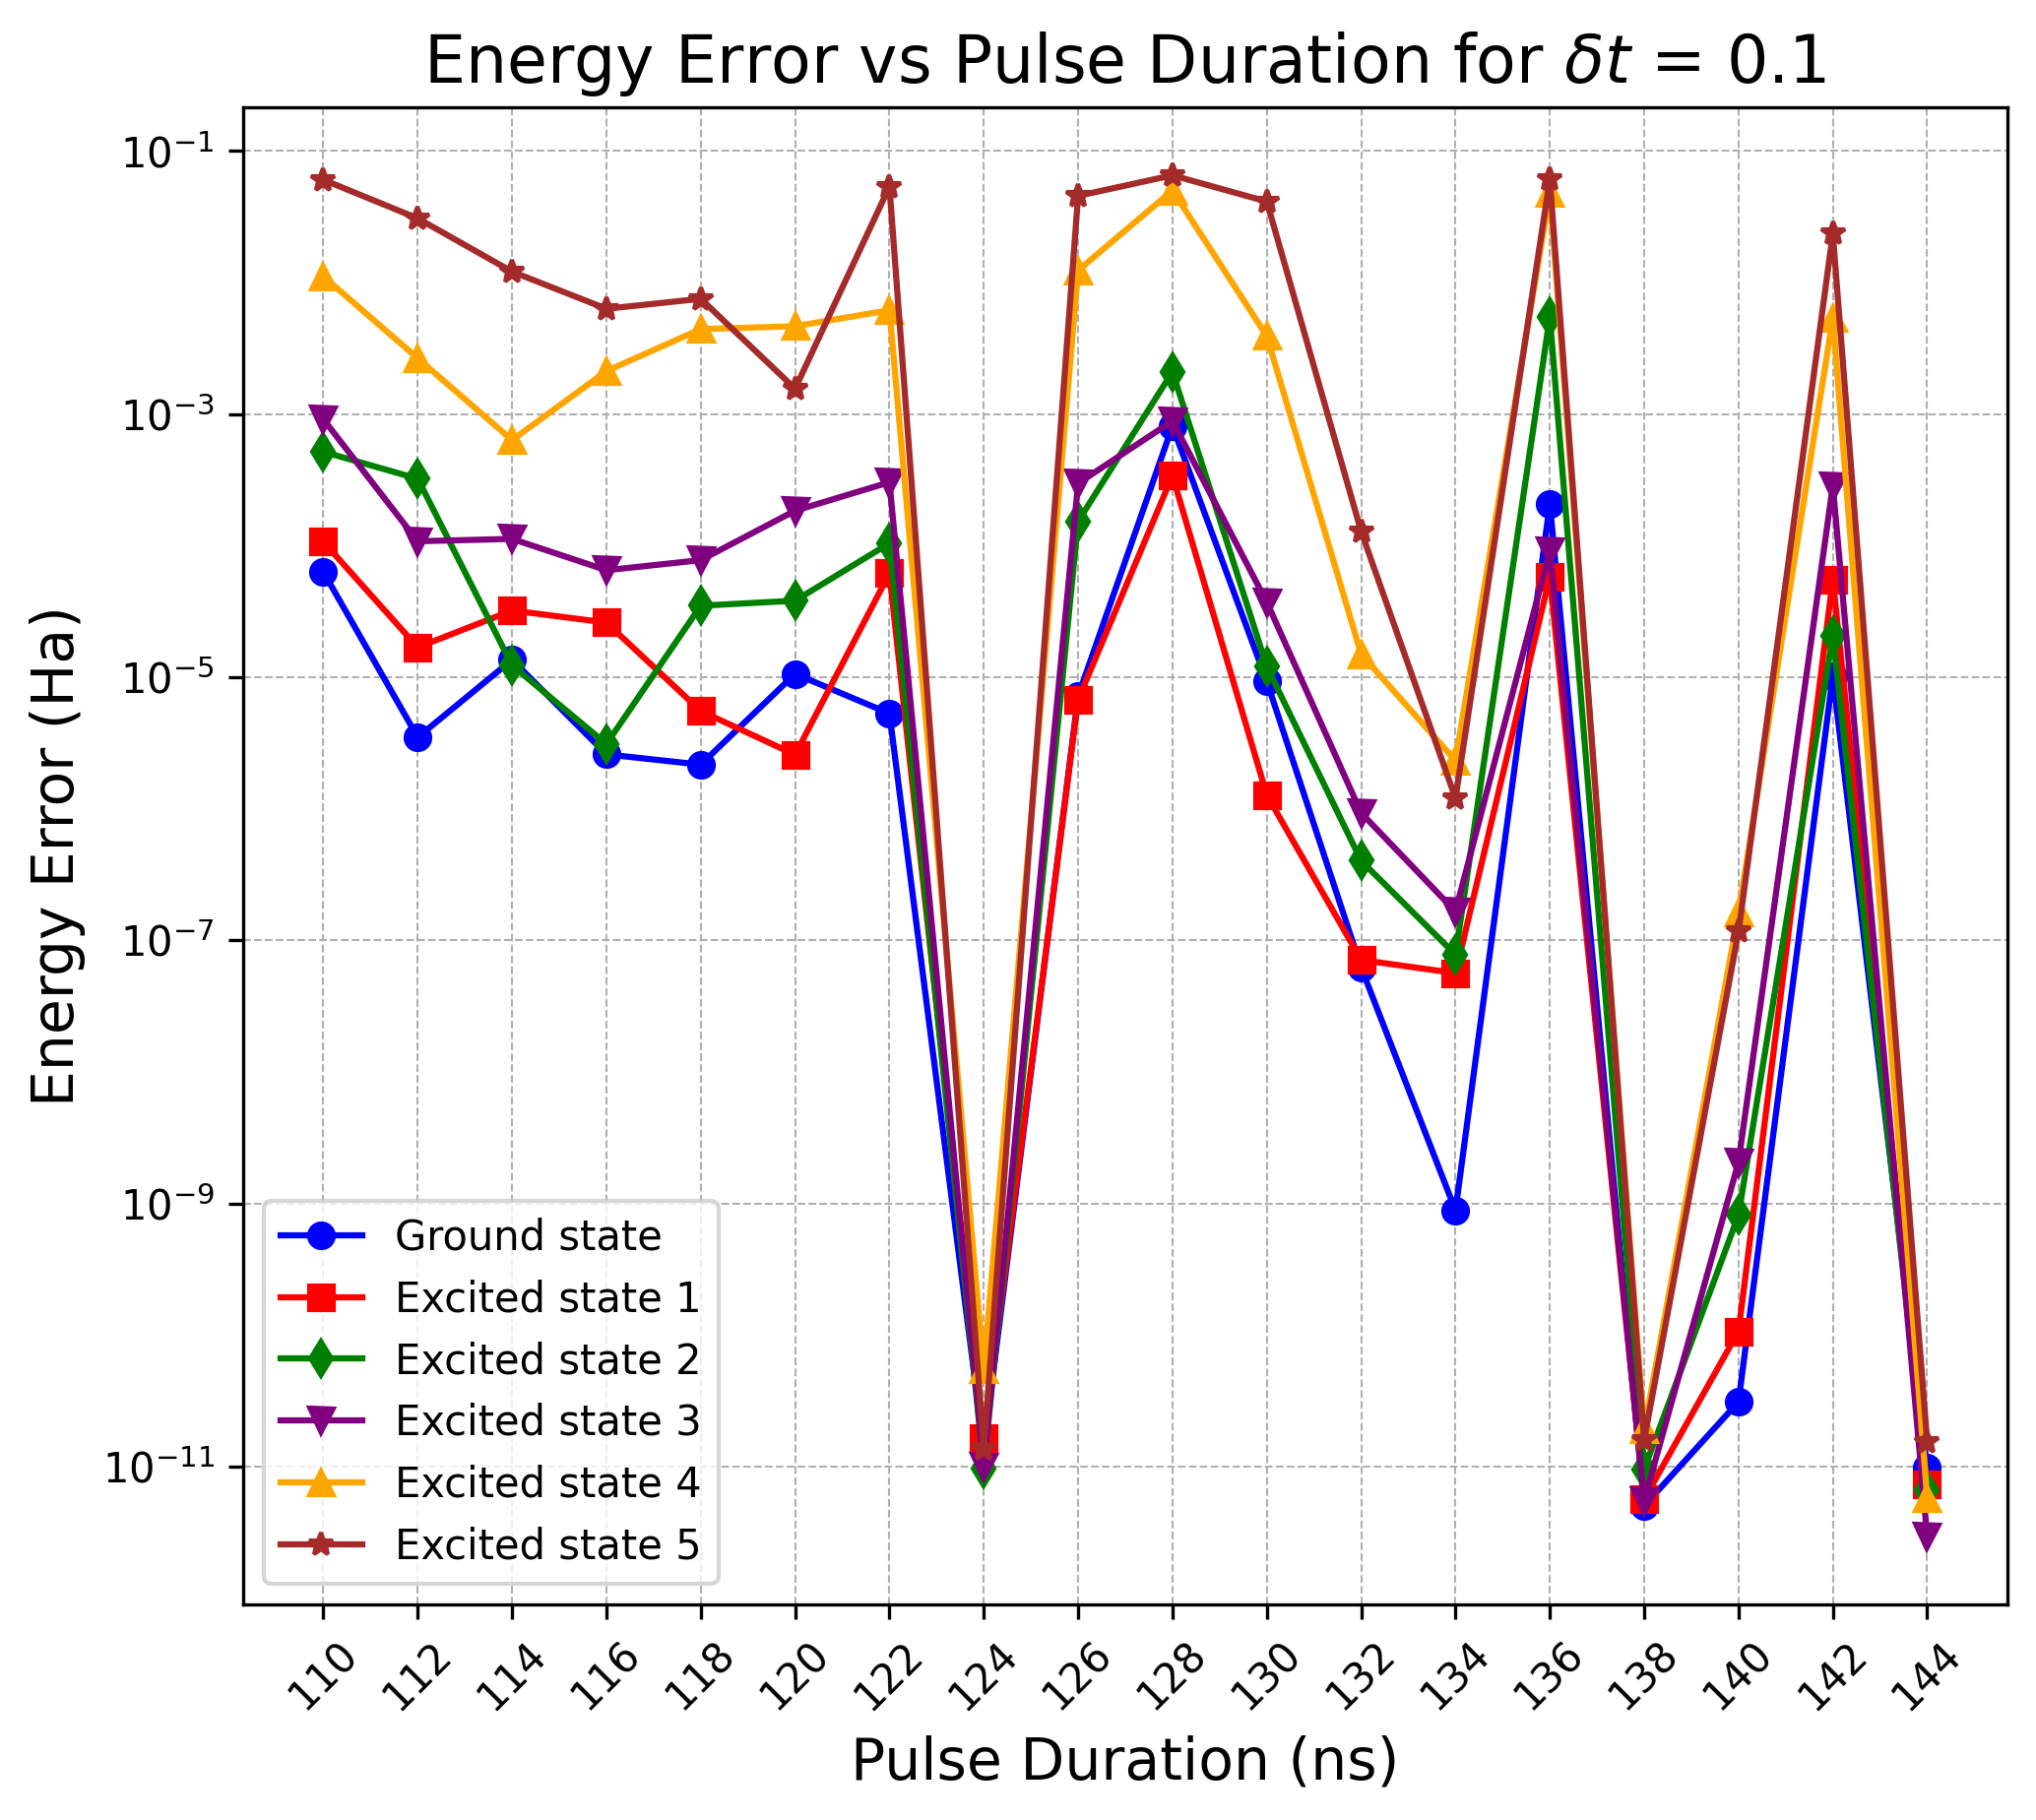 Energy Error vs Pulse Duration for δt = 0.1
Energy Error (Ha)
10⁻¹
10⁻³
10⁻⁵
10⁻⁷
10⁻⁹
10⁻¹¹
Ground state
Excited state 1
Excited state 2
Excited state 3
Excited state 4
Excited state 5
110 112 114 116 118 120 122 124 126 128 130 132 134 136 138 140 142 144
Pulse Duration (ns)